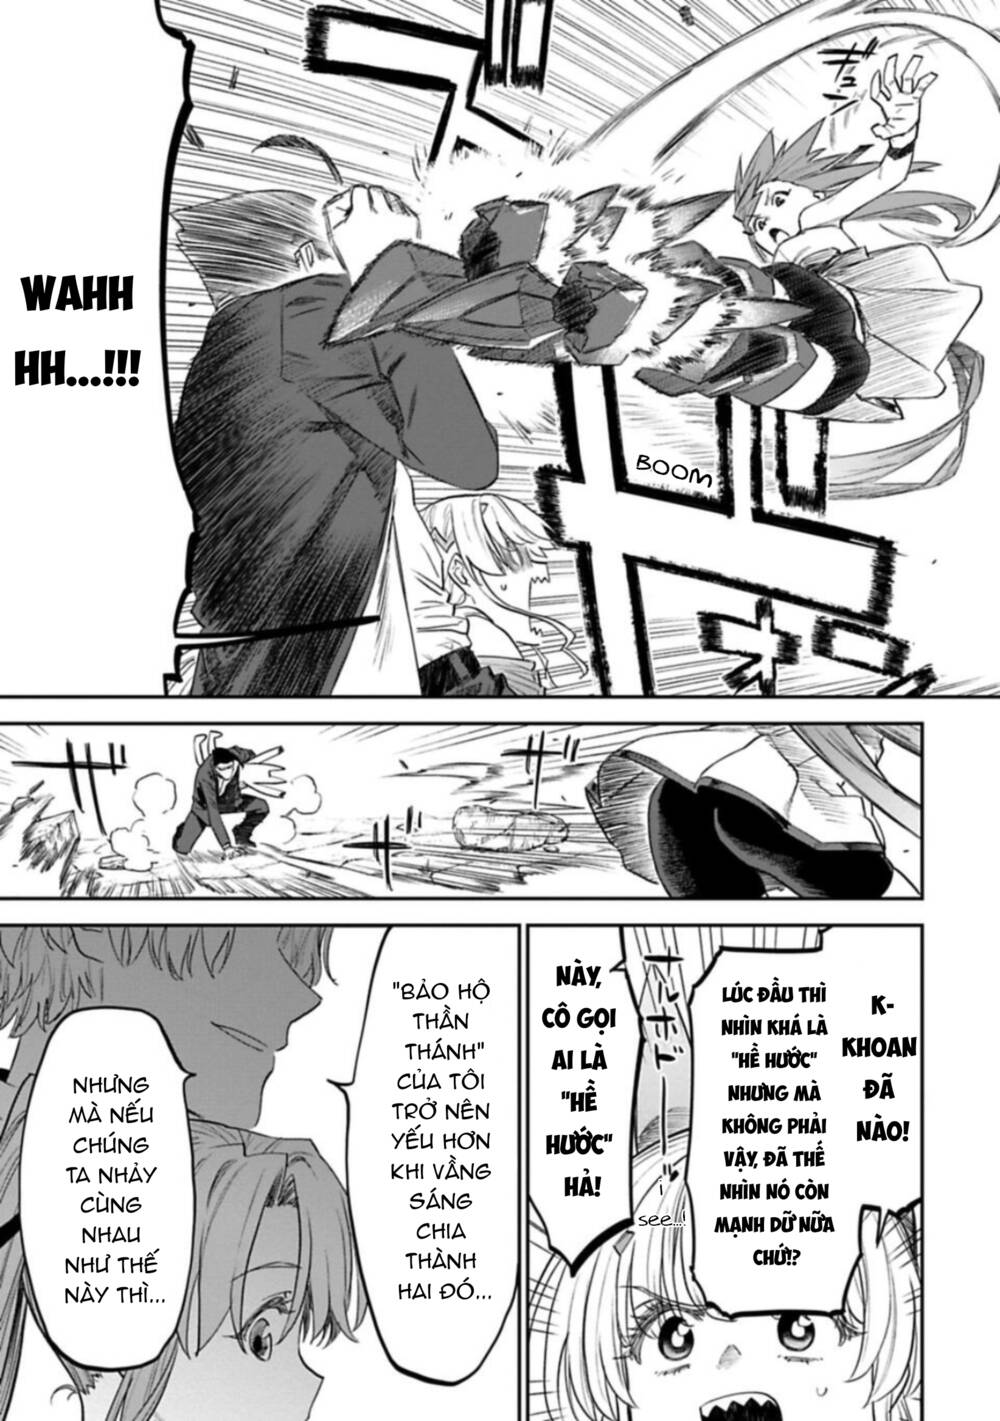 WAHH
HH...!!!
BOOM
K-
KHOAN
ĐÃ
NÀO!
LÚC ĐẦU THÌ
NHÌN KHÁ LÀ
"HỀ HƯỚC"
NHƯNG MÀ
KHÔNG PHẢI
VẬY, ĐÃ THẾ
NHÌN NÓ CÒN
MẠNH DỮ NỮA
CHỨ!?
NÀY,
CÔ GỌI
AI LÀ
"HỀ
HƯỚC"
HẢ!
i
see...!
"BẢO HỘ
THẦN
THÁNH"
CỦA TÔI
TRỞ NÊN
YẾU HƠN
KHI VẦNG
SÁNG
CHIA
THÀNH
HAI ĐÓ...
NHƯNG
MÀ NẾU
CHÚNG
TA NHẢY
CÙNG
NHAU
NHƯ THẾ
NÀY THÌ...